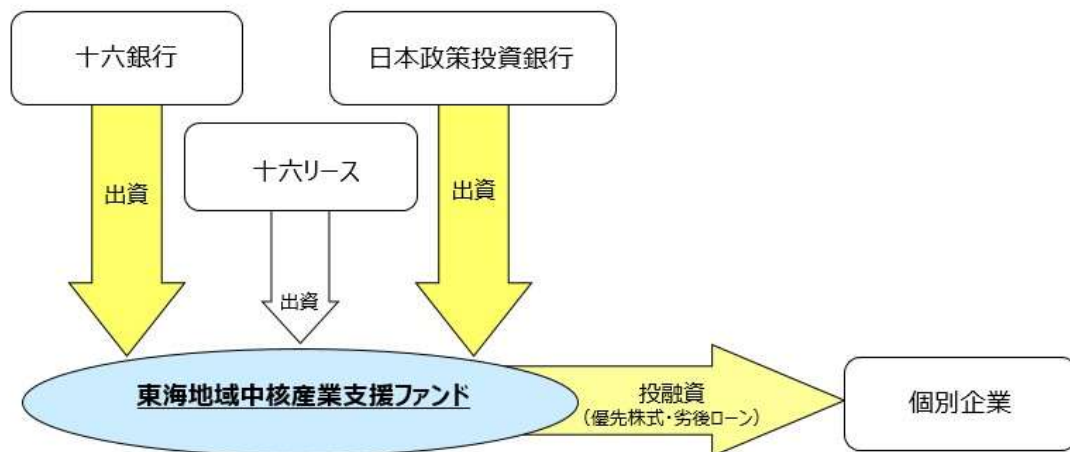 十六銀行
日本政策投資銀行
十六リース
出資
出資
出資
東海地域中核産業支援ファンド
投融資
（優先株式・劣後ローン）
個別企業